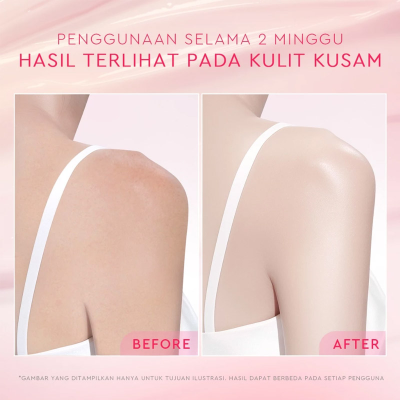 PENGGUNAAN SELAMA 2 MINGGU
HASIL TERLIHAT PADA KULIT KUSAM
BEFORE
AFTER
*GAMBAR YANG DITAMPILKAN HANYA UNTUK TUJUAN ILUSTRASI. HASIL DAPAT BERBEDA PADA SETIAP PENGGUNA